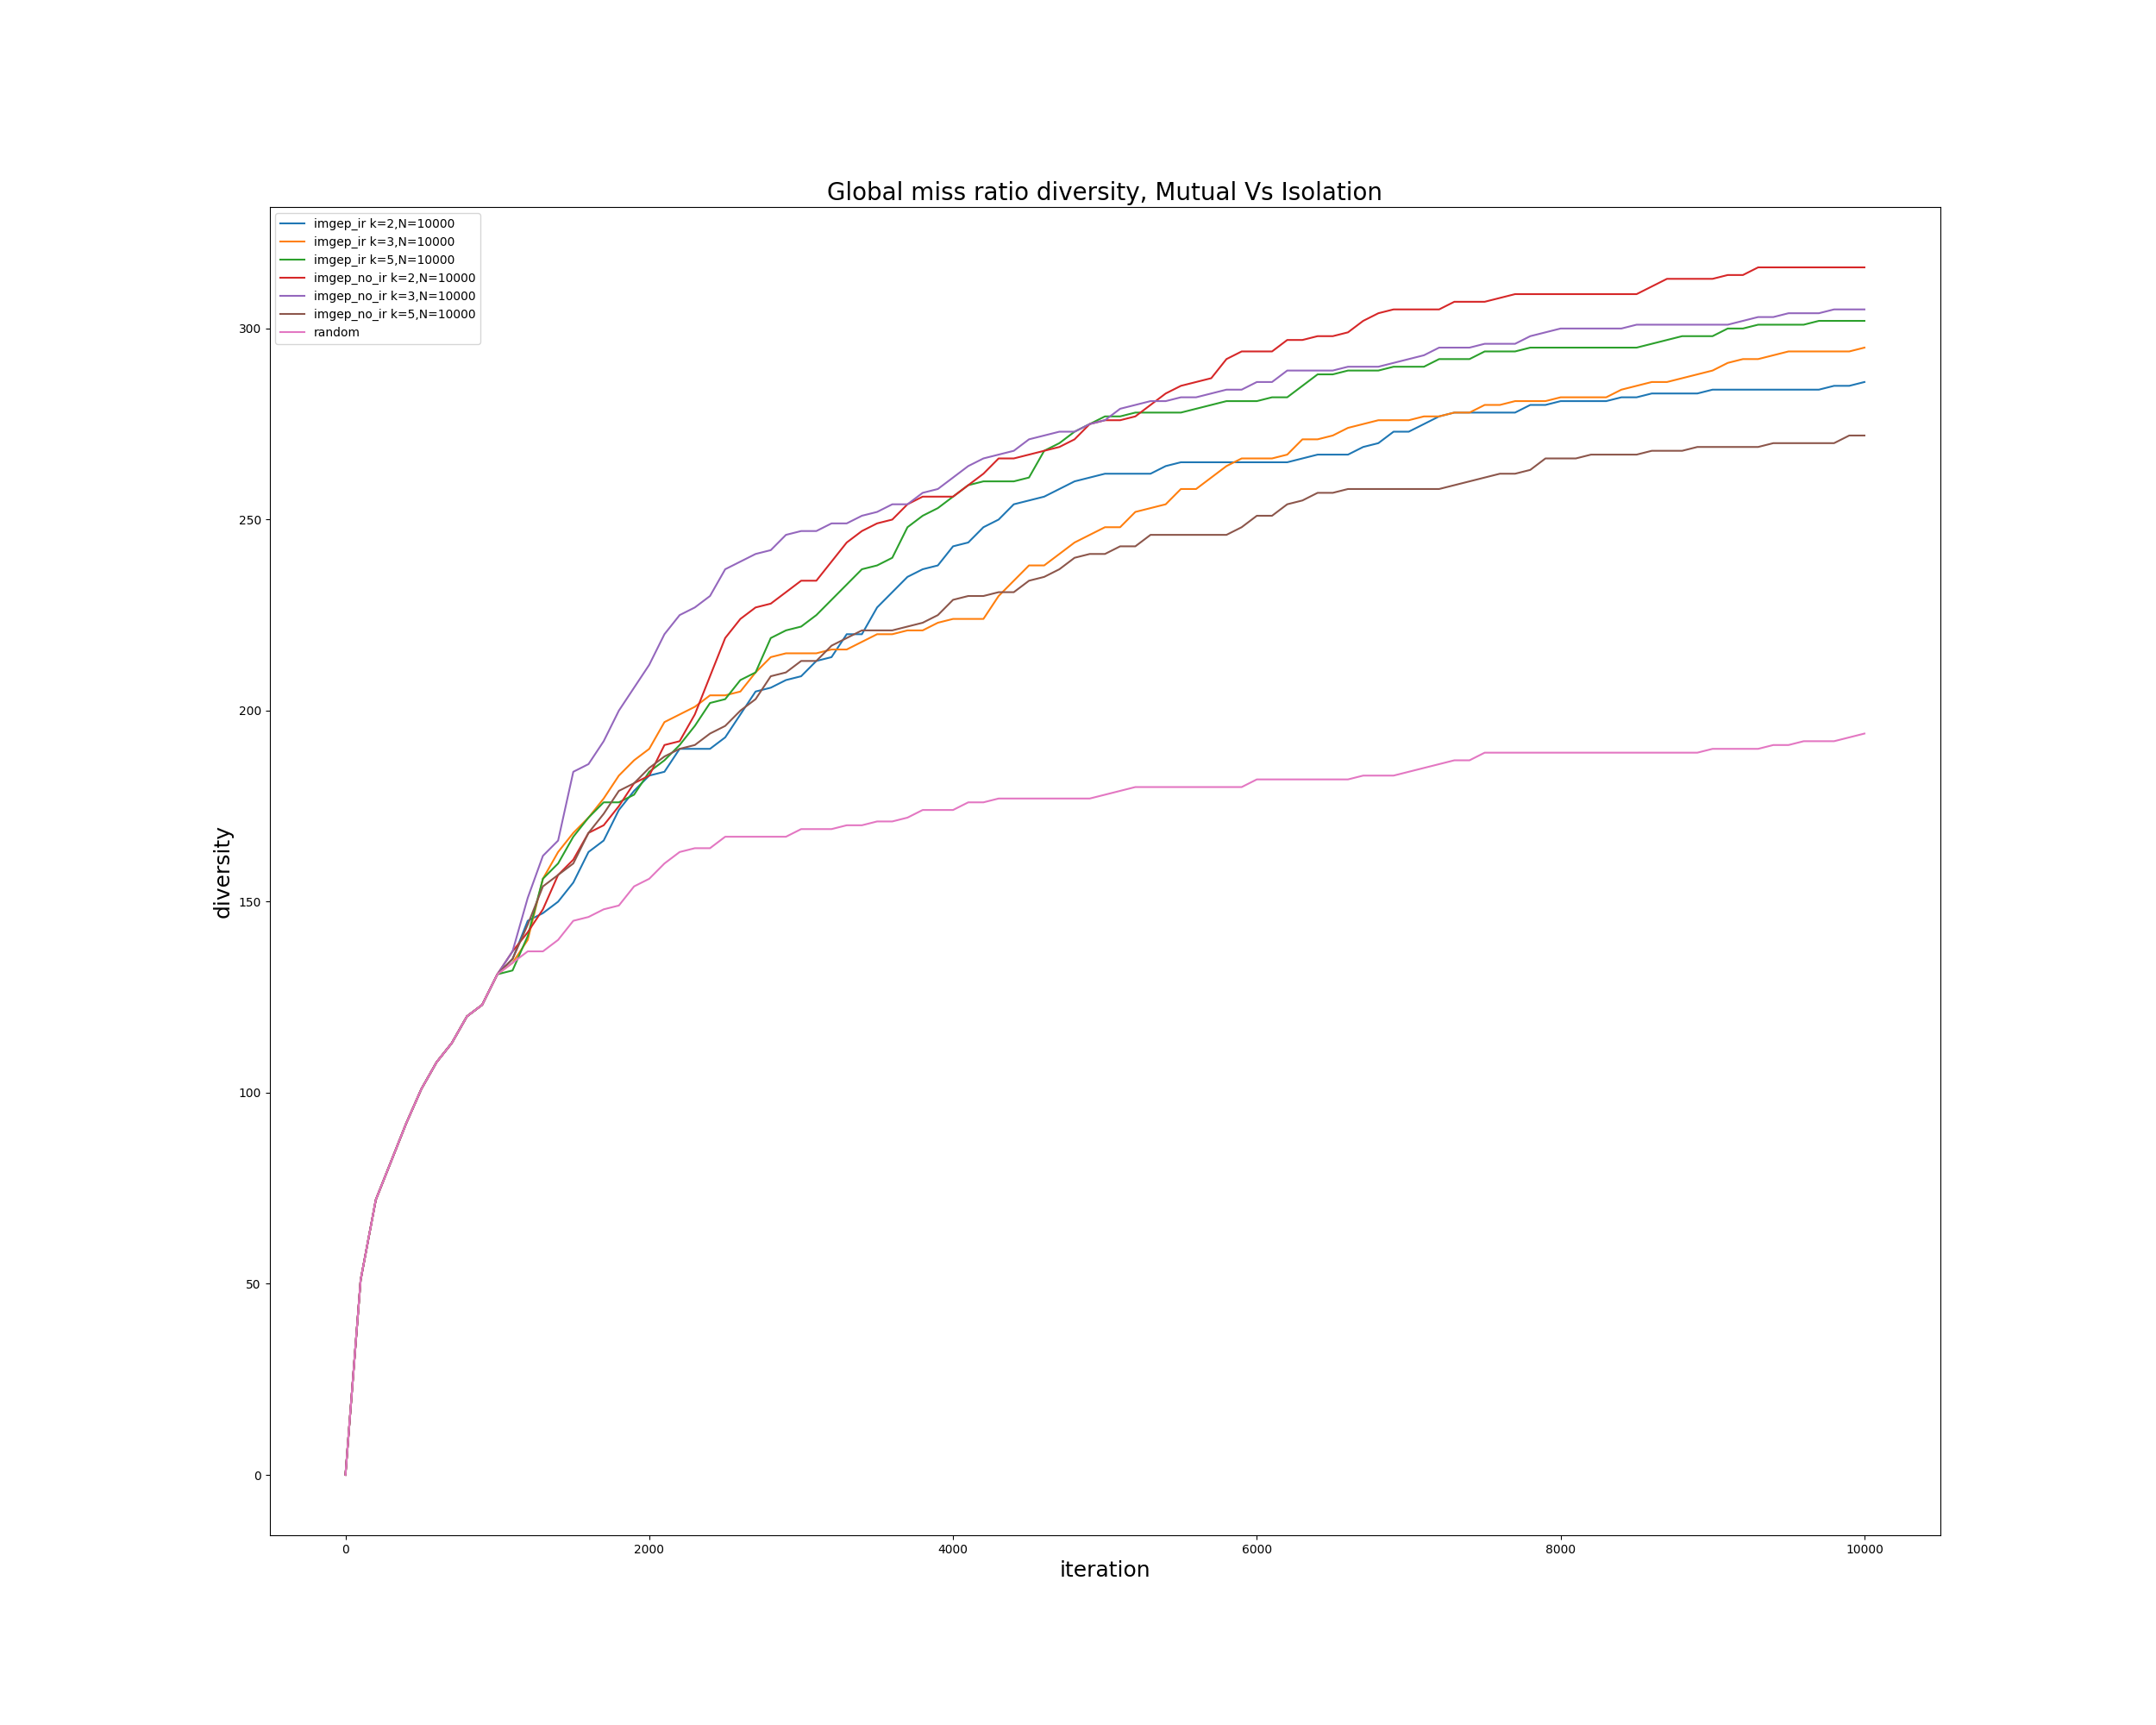 Global miss ratio diversity, Mutual Vs Isolation
imgep_ir k=2,N=10000
imgep_ir k=3,N=10000
imgep_ir k=5,N=10000
imgep_no_ir k=2,N=10000
imgep_no_ir k=3,N=10000
imgep_no_ir k=5,N=10000
random
300
250
200
150
100
50
0
diversity
0 2000 4000 6000 8000 10000
iteration